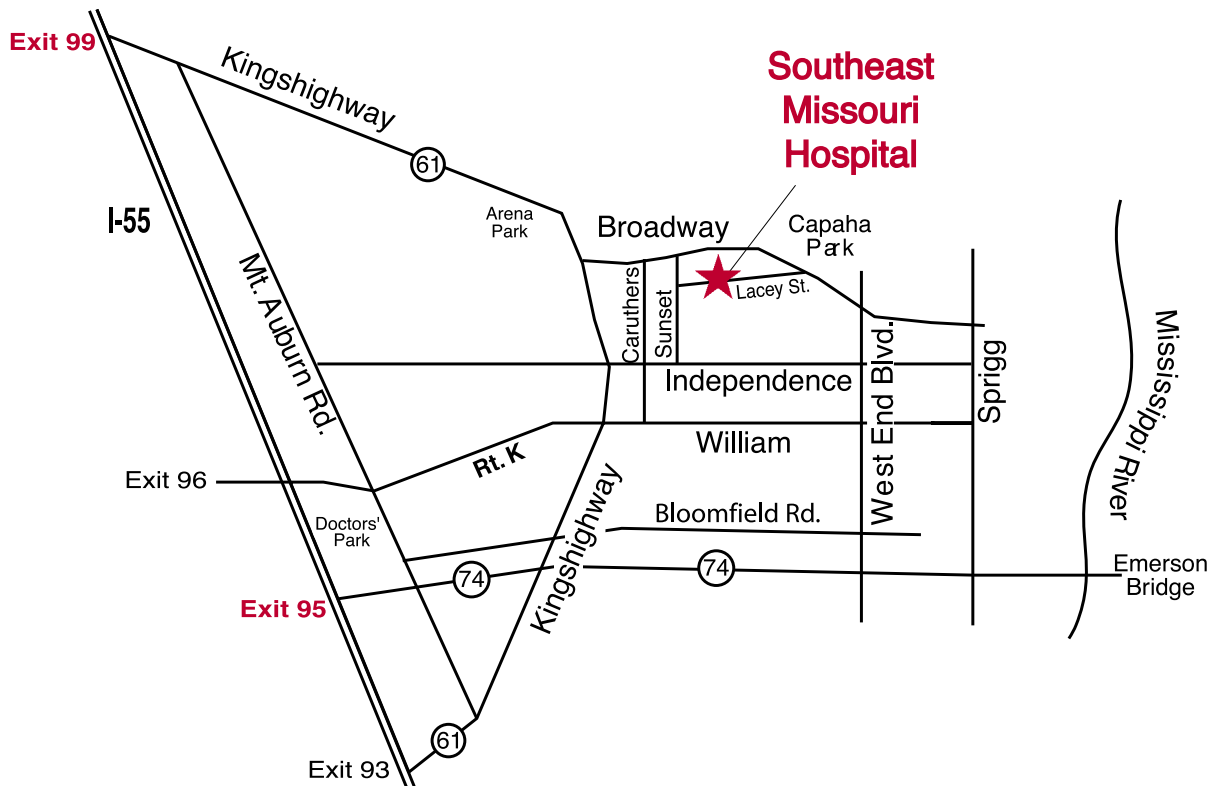 Exit 99
Kingshighway
61
Southeast
Missouri
Hospital
I-55
Arena
Park
Broadway
Capaha
Park
Mt. Auburn Rd.
Caruthers
Sunset
Lacey St.
Mississippi River
Independence
West End Blvd.
Sprigg
William
Rt. K
Exit 96
Doctors'
Park
Bloomfield Rd.
Kingshighway
74
74
Emerson
Bridge
Exit 95
61
Exit 93